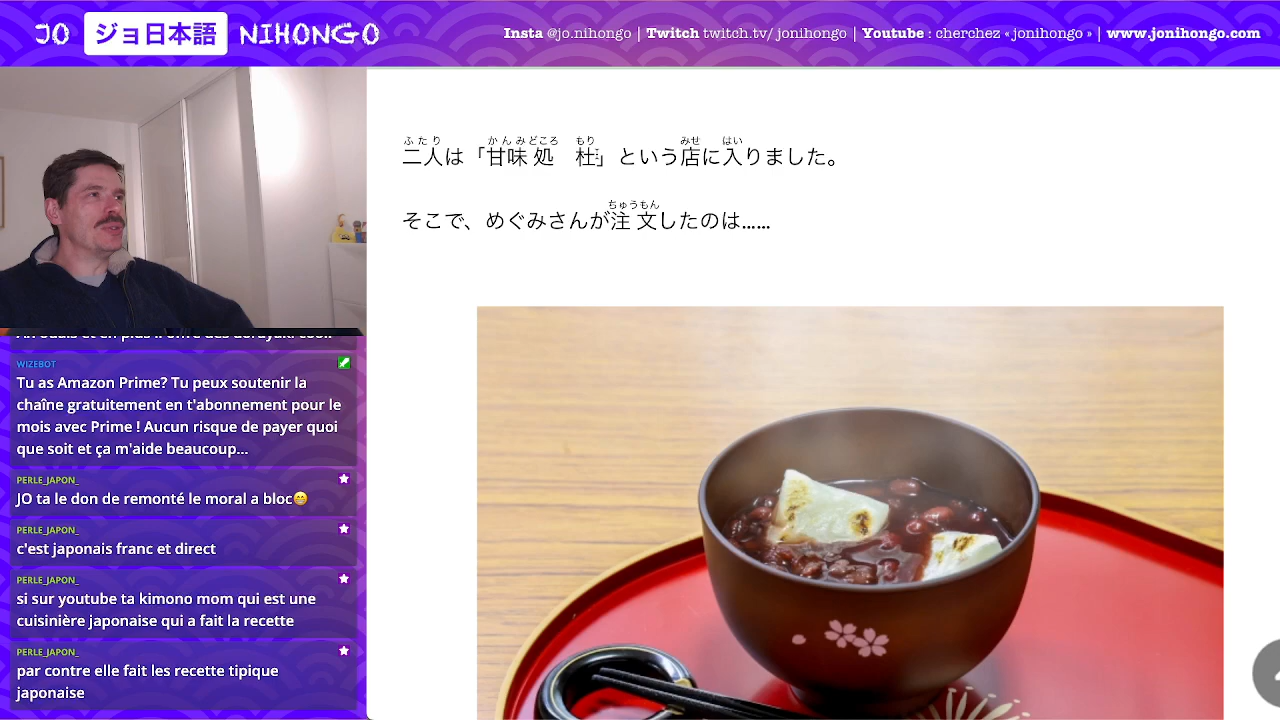 JO ジョ日本語 NIHONGO
Insta @jo.nihongo | Twitch twitch.tv/jonihongo | Youtube : cherchez « jonihongo » | www.jonihongo.com
ふたり かんみどころ もり みせ はい
二人は「甘味処　杜」という店に入りました。
ちゅうもん
そこで、めぐみさんが注文したのは……
WIZEBOT
Tu as Amazon Prime? Tu peux soutenir la
chaîne gratuitement en t'abonnement pour le
mois avec Prime ! Aucun risque de payer quoi
que soit et ça m'aide beaucoup...
PERLE_JAPON_
JO ta le don de remonté le moral a bloc😁
PERLE_JAPON_
c'est japonais franc et direct
PERLE_JAPON_
si sur youtube ta kimono mom qui est une
cuisinière japonaise qui a fait la recette
PERLE_JAPON_
par contre elle fait les recette tipique
japonaise